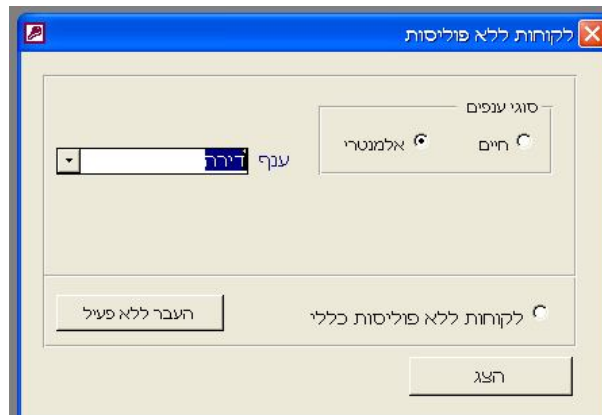 לקוחות ללא פוליסות
סוגי ענפים
חיים אלמנטרי
ענף דירה
לקוחות ללא פוליסות כללי
העבר ללא פעיל
הצג